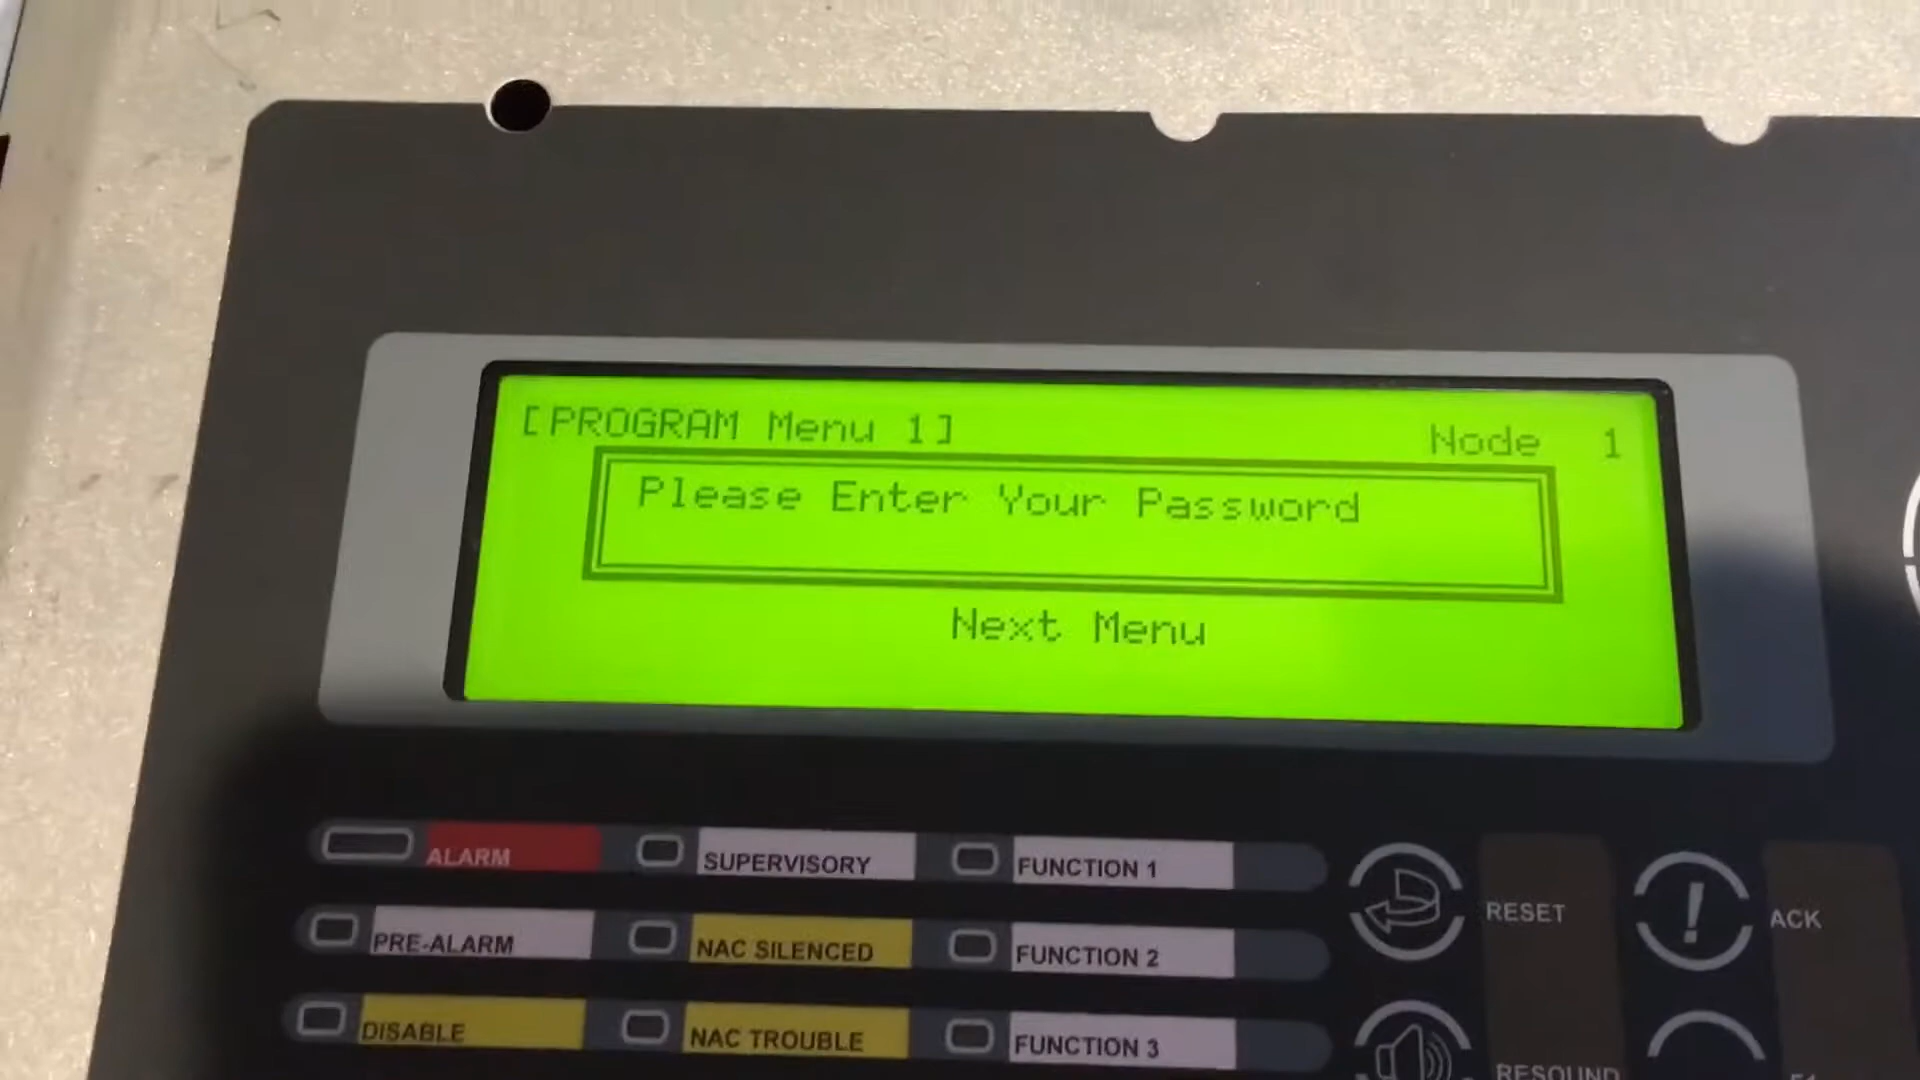 [PROGRAM Menu 1]
Node 1
Please Enter Your Password
Next Menu
ALARM
SUPERVISORY
FUNCTION 1
RESET
ACK
PRE-ALARM
NAC SILENCED
FUNCTION 2
DISABLE
NAC TROUBLE
FUNCTION 3
RESOUND